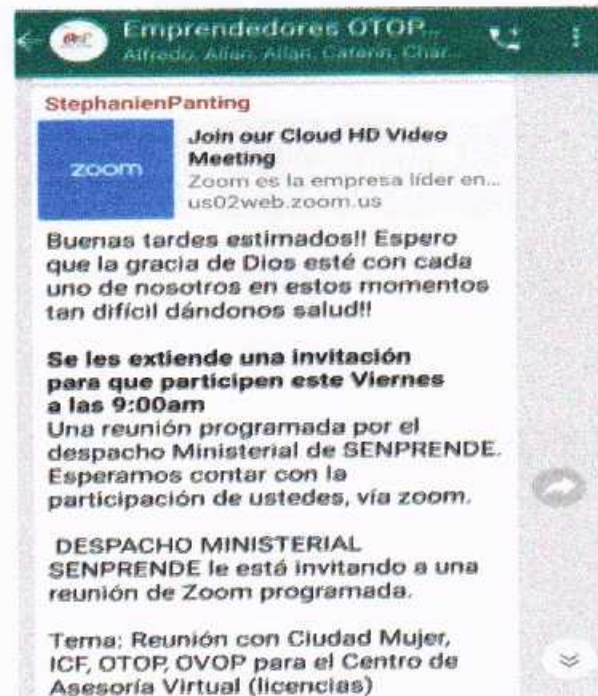 Emprendedores OTOP...
Alfredo, Allan, Allan, Caterin, Char...
StephanienPanting
zoom
Join our Cloud HD Video
Meeting
Zoom es la empresa líder en...
us02web.zoom.us
Buenas tardes estimados!! Espero
que la gracia de Dios esté con cada
uno de nosotros en estos momentos
tan difícil dándonos salud!!
Se les extiende una invitación
para que participen este Viernes
a las 9:00am
Una reunión programada por el
despacho Ministerial de SENPRENDE.
Esperamos contar con la
participación de ustedes, vía zoom.
DESPACHO MINISTERIAL
SENPRENDE le está invitando a una
reunión de Zoom programada.
Tema: Reunión con Ciudad Mujer,
ICF, OTOP, OVOP para el Centro de
Asesoría Virtual (licencias)